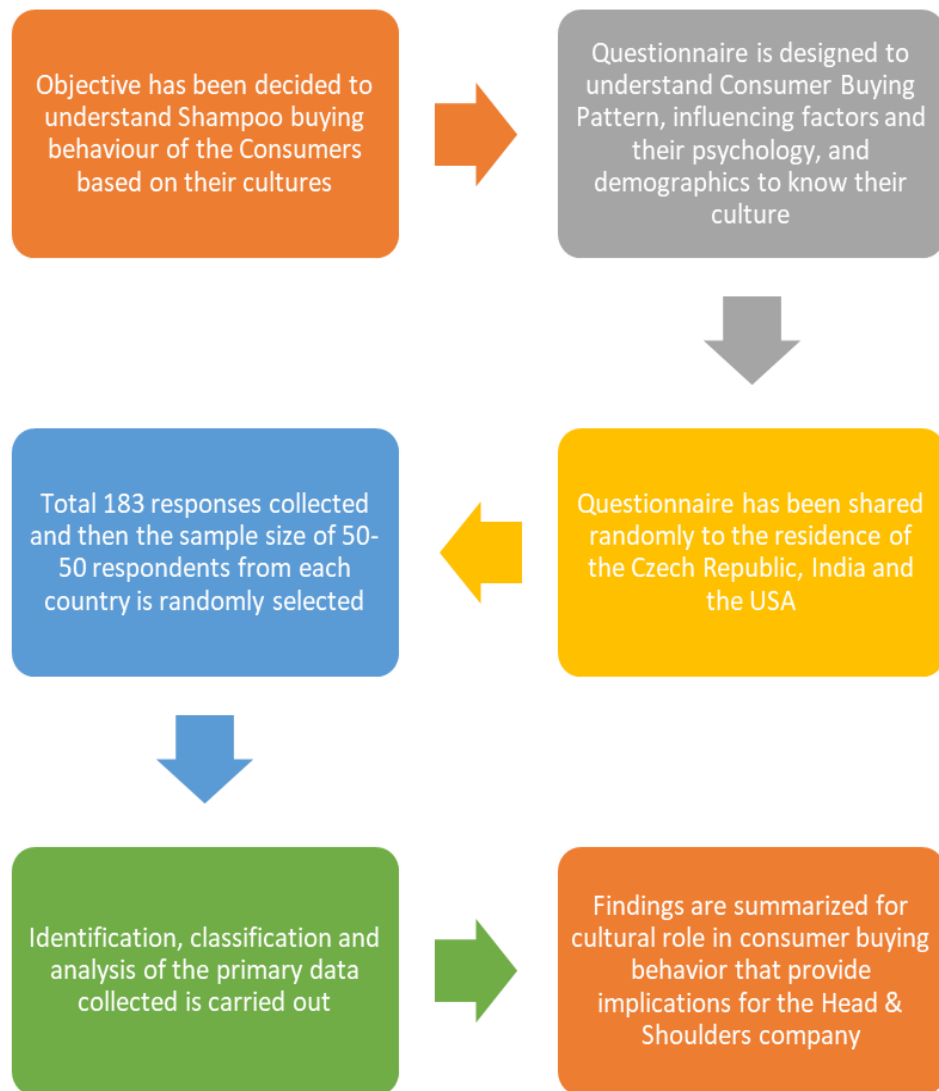 Objective has been decided to
understand Shampoo buying
behaviour of the Consumers
based on their cultures
Questionnaire is designed to
understand Consumer Buying
Pattern, influencing factors and
their psychology, and
demographics to know their
culture
Questionnaire has been shared
randomly to the residence of
the Czech Republic, India and
the USA
Total 183 responses collected
and then the sample size of 50-
50 respondents from each
country is randomly selected
Identification, classification and
analysis of the primary data
collected is carried out
Findings are summarized for
cultural role in consumer buying
behavior that provide
implications for the Head &
Shoulders company